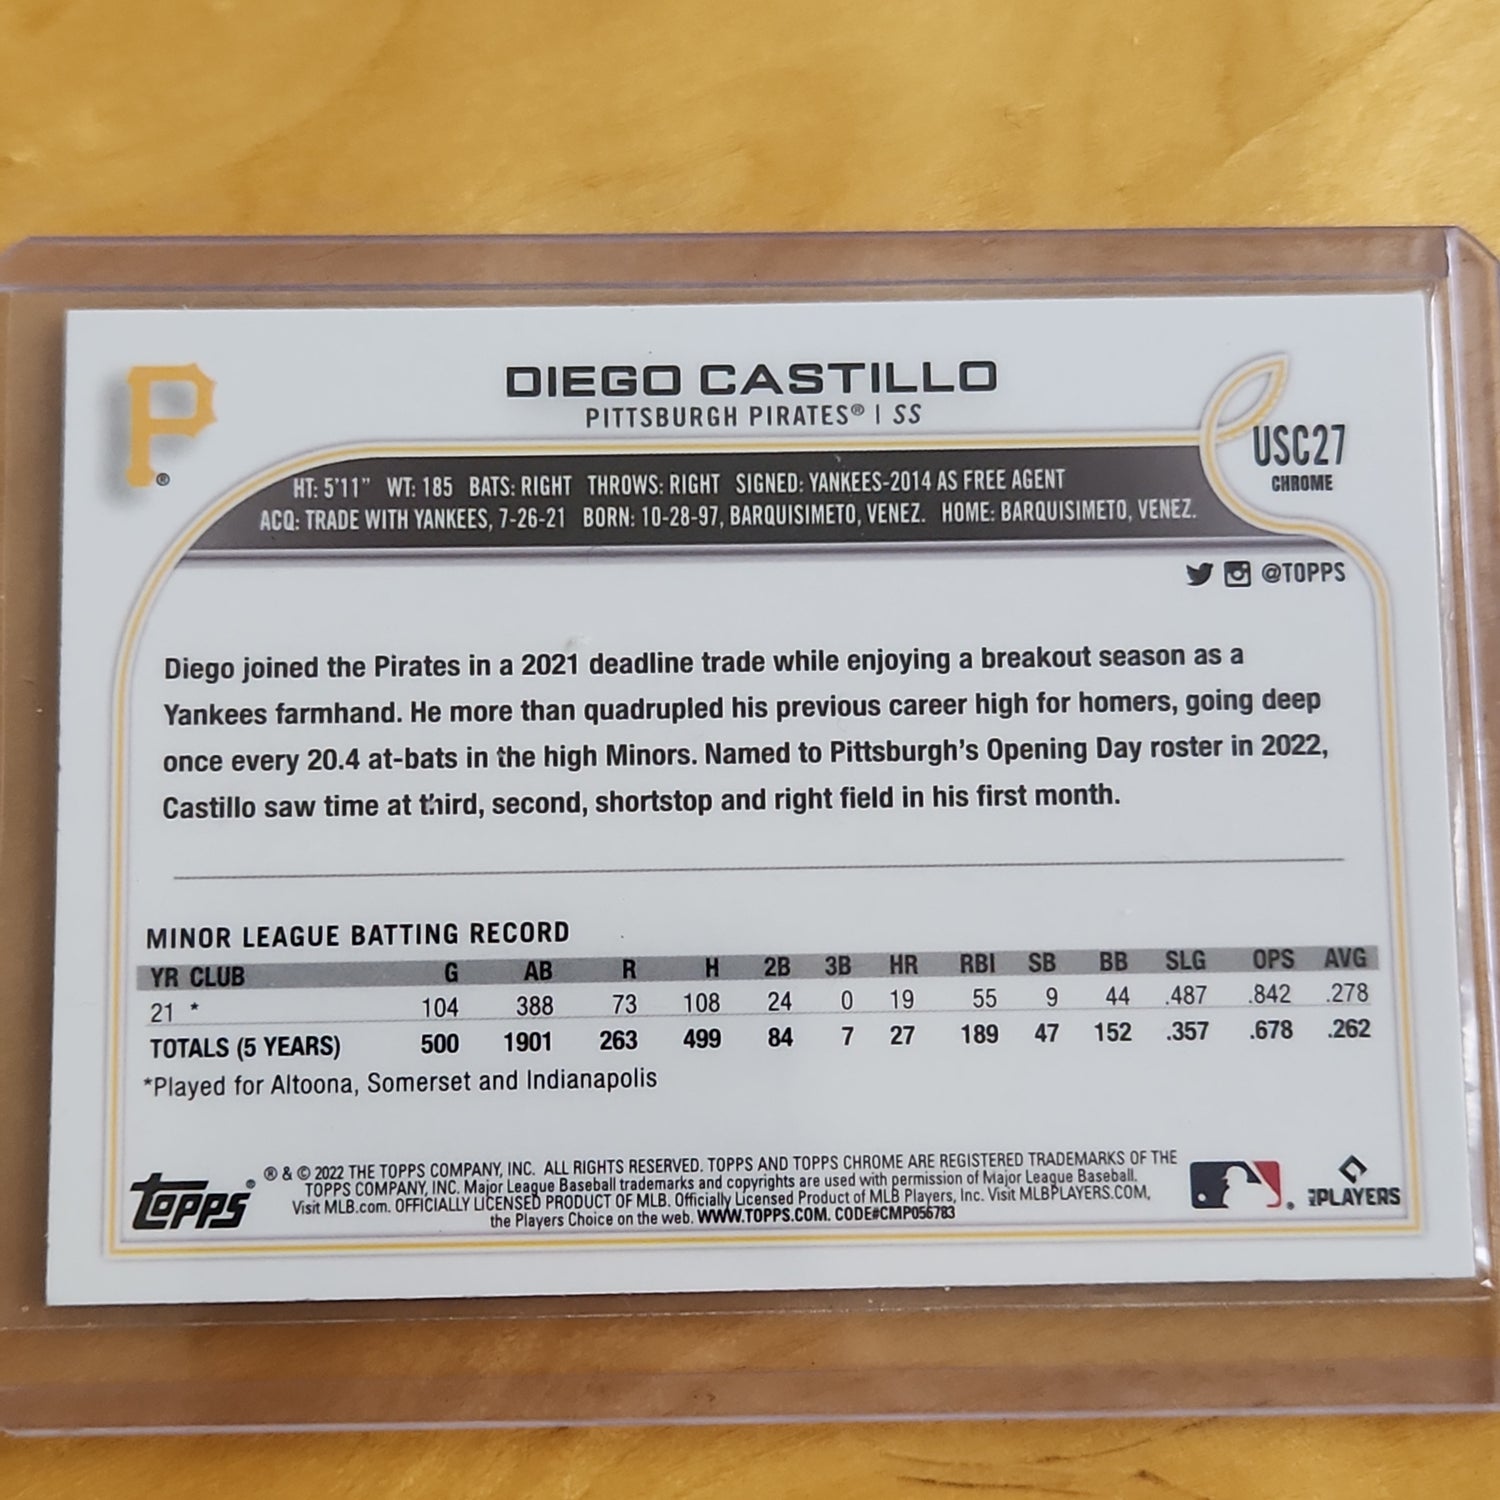 P®
DIEGO CASTILLO
PITTSBURGH PIRATES® | SS
USC27
CHROME
HT: 5'11" WT: 185 BATS: RIGHT THROWS: RIGHT SIGNED: YANKEES-2014 AS FREE AGENT
ACQ: TRADE WITH YANKEES, 7-26-21 BORN: 10-28-97, BARQUISIMETO, VENEZ. HOME: BARQUISIMETO, VENEZ.
@TOPPS
Diego joined the Pirates in a 2021 deadline trade while enjoying a breakout season as a
Yankees farmhand. He more than quadrupled his previous career high for homers, going deep
once every 20.4 at-bats in the high Minors. Named to Pittsburgh's Opening Day roster in 2022,
Castillo saw time at third, second, shortstop and right field in his first month.
MINOR LEAGUE BATTING RECORD
YR CLUB G AB R H 2B 3B HR RBI SB BB SLG OPS AVG
21 * 104 388 73 108 24 0 19 55 9 44 .487 .842 .278
TOTALS (5 YEARS) 500 1901 263 499 84 7 27 189 47 152 .357 .678 .262
*Played for Altoona, Somerset and Indianapolis
TOPPS®
® & © 2022 THE TOPPS COMPANY, INC. ALL RIGHTS RESERVED. TOPPS AND TOPPS CHROME ARE REGISTERED TRADEMARKS OF THE
TOPPS COMPANY, INC. Major League Baseball trademarks and copyrights are used with permission of Major League Baseball.
Visit MLB.com. OFFICIALLY LICENSED PRODUCT OF MLB. Officially Licensed Product of MLB Players, Inc. Visit MLBPLAYERS.COM,
the Players Choice on the web. WWW.TOPPS.COM. CODE#CMP056783
MLBPLAYERS